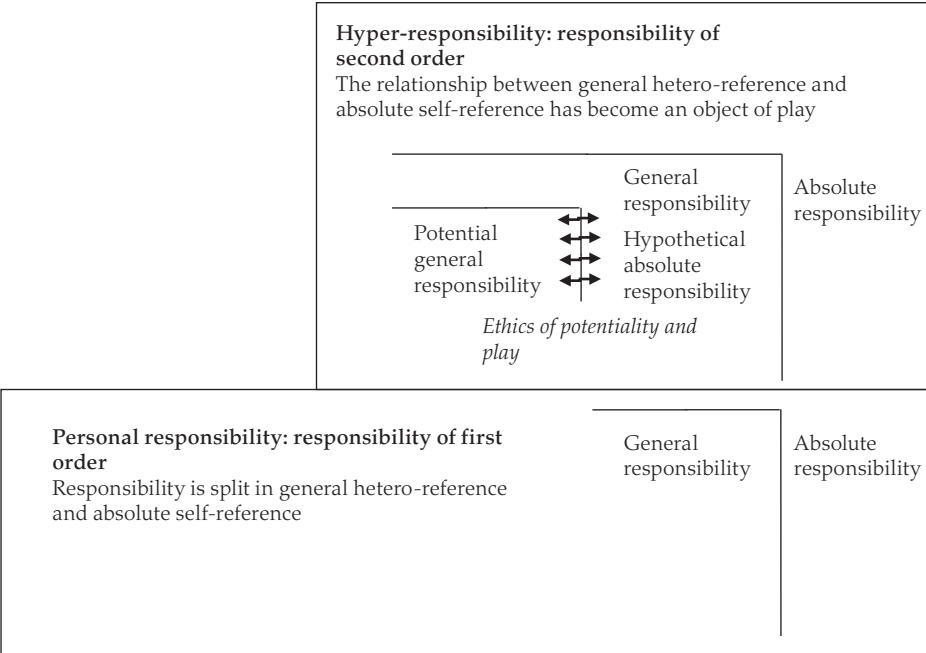 Hyper-responsibility: responsibility of
second order
The relationship between general hetero-reference and
absolute self-reference has become an object of play
General
responsibility
Absolute
responsibility
Potential
general
responsibility
Hypothetical
absolute
responsibility
Ethics of potentiality and
play
Personal responsibility: responsibility of first
order
Responsibility is split in general hetero-reference
and absolute self-reference
General
responsibility
Absolute
responsibility